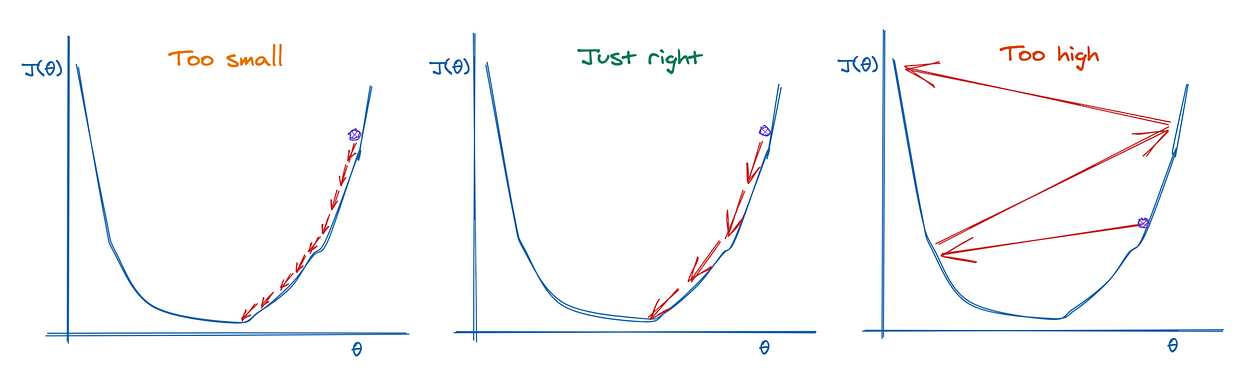 Too small
J(θ)
θ
Just right
J(θ)
θ
Too high
J(θ)
θ